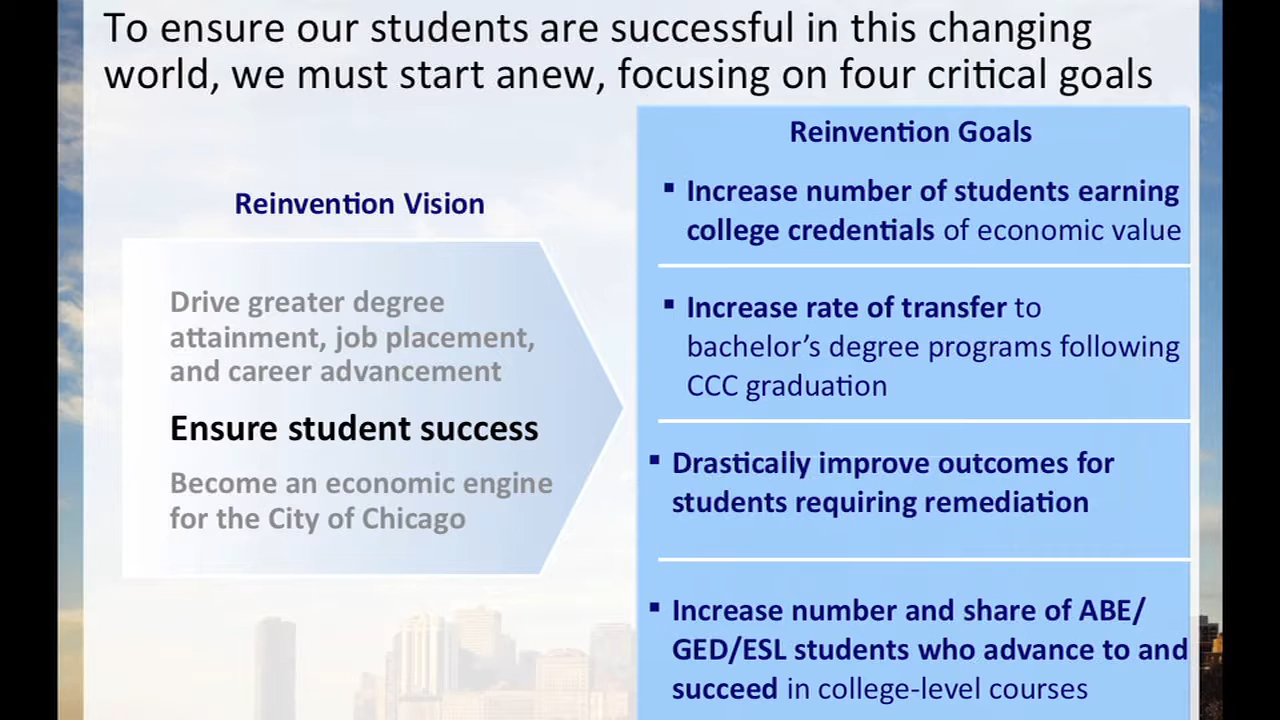 To ensure our students are successful in this changing
world, we must start anew, focusing on four critical goals
Reinvention Vision
Drive greater degree
attainment, job placement,
and career advancement
Ensure student success
Become an economic engine
for the City of Chicago
Reinvention Goals
▪ Increase number of students earning
college credentials of economic value
▪ Increase rate of transfer to
bachelor’s degree programs following
CCC graduation
▪ Drastically improve outcomes for
students requiring remediation
▪ Increase number and share of ABE/
GED/ESL students who advance to and
succeed in college-level courses